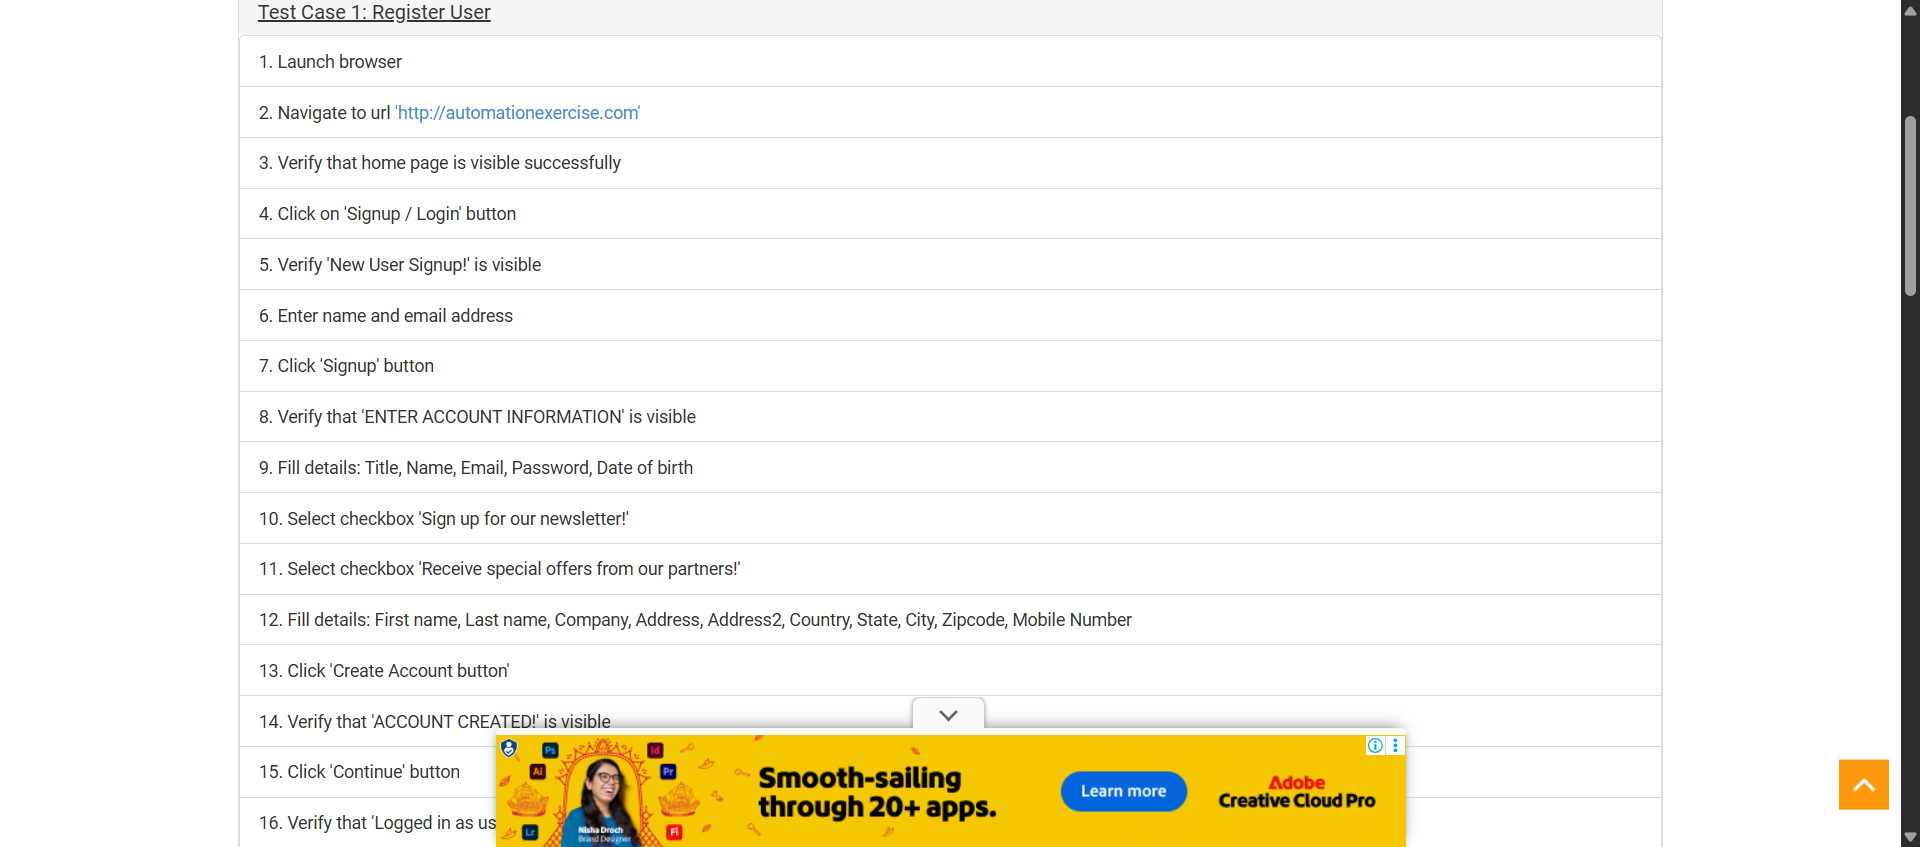 Test Case 1: Register User
1. Launch browser
2. Navigate to url 'http://automationexercise.com'
3. Verify that home page is visible successfully
4. Click on 'Signup / Login' button
5. Verify 'New User Signup!' is visible
6. Enter name and email address
7. Click 'Signup' button
8. Verify that 'ENTER ACCOUNT INFORMATION' is visible
9. Fill details: Title, Name, Email, Password, Date of birth
10. Select checkbox 'Sign up for our newsletter!'
11. Select checkbox 'Receive special offers from our partners!'
12. Fill details: First name, Last name, Company, Address, Address2, Country, State, City, Zipcode, Mobile Number
13. Click 'Create Account button'
14. Verify that 'ACCOUNT CREATED!' is visible
15. Click 'Continue' button
16. Verify that 'Logged in as us
Ps
Id
Ai
Pr
Lr
Fl
Nisha Droch
Brand Designer
Smooth-sailing
through 20+ apps.
Learn more
Adobe
Creative Cloud Pro